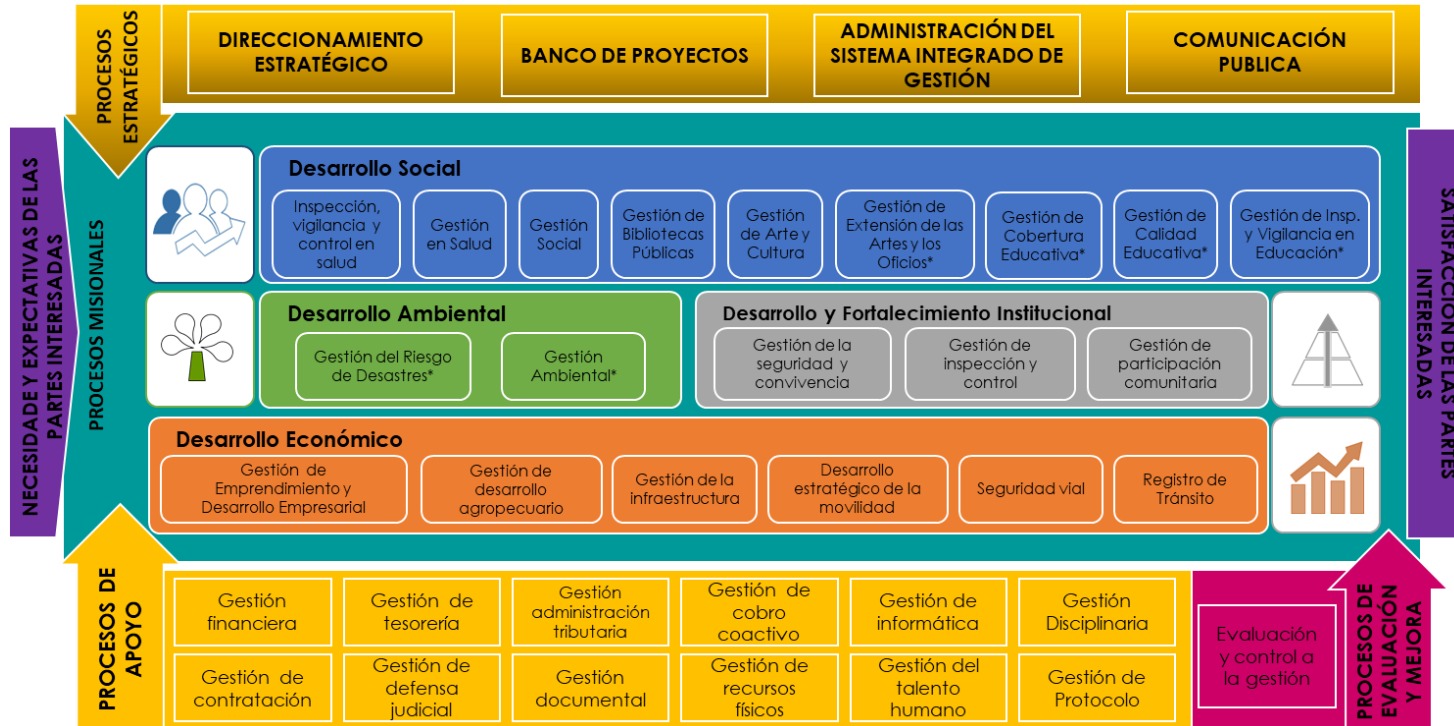 PROCESOS
ESTRATÉGICOS
DIRECCIONAMIENTO
ESTRATÉGICO
BANCO DE PROYECTOS
ADMINISTRACIÓN DEL
SISTEMA INTEGRADO DE
GESTIÓN
COMUNICACIÓN
PUBLICA
NECESIDADE Y EXPECTATIVAS DE LAS
PARTES INTERESADAS
PROCESOS MISIONALES
Desarrollo Social
Inspección,
vigilancia y
control en
salud
Gestión
en Salud
Gestión
Social
Gestión de
Bibliotecas
Públicas
Gestión
de Arte y
Cultura
Gestión de
Extensión de las
Artes y los
Oficios*
Gestión de
Cobertura
Educativa*
Gestión de
Calidad
Educativa*
Gestión de Insp.
y Vigilancia en
Educación*
Desarrollo Ambiental
Gestión del Riesgo
de Desastres*
Gestión
Ambiental*
Desarrollo y Fortalecimiento Institucional
Gestión de la
seguridad y
convivencia
Gestión de
inspección y
control
Gestión de
participación
comunitaria
Desarrollo Económico
Gestión de
Emprendimiento y
Desarrollo Empresarial
Gestión de
desarrollo
agropecuario
Gestión de la
infraestructura
Desarrollo
estratégico de la
movilidad
Seguridad vial
Registro de
Tránsito
SATISFACCIÓN DE LAS PARTES
INTERESADAS
PROCESOS DE
APOYO
Gestión
financiera
Gestión de
tesorería
Gestión
administración
tributaria
Gestión de
cobro
coactivo
Gestión de
informática
Gestión
Disciplinaria
Gestión de
contratación
Gestión de
defensa
judicial
Gestión
documental
Gestión de
recursos
físicos
Gestión del
talento
humano
Gestión de
Protocolo
Evaluación
y control a
la gestión
PROCESOS DE
EVALUACIÓN
Y MEJORA